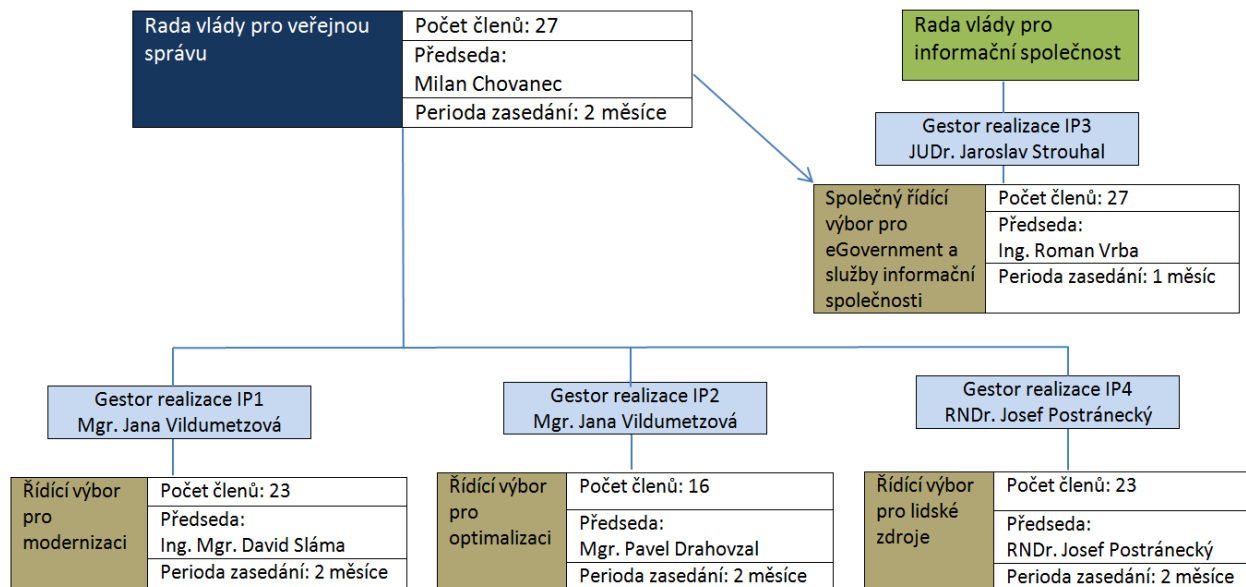 Rada vlády pro veřejnou
správu
Počet členů: 27
Předseda:
Milan Chovanec
Perioda zasedání: 2 měsíce
Rada vlády pro
informační společnost
Gestor realizace IP3
JUDr. Jaroslav Strouhal
Společný řídící
výbor pro
eGovernment a
služby informační
společnosti
Počet členů: 27
Předseda:
Ing. Roman Vrba
Perioda zasedání: 1 měsíc
Gestor realizace IP1
Mgr. Jana Vildumetzová
Řídící výbor
pro
modernizaci
Počet členů: 23
Předseda:
Ing. Mgr. David Sláma
Perioda zasedání: 2 měsíce
Gestor realizace IP2
Mgr. Jana Vildumetzová
Řídící výbor
pro
optimalizaci
Počet členů: 16
Předseda:
Mgr. Pavel Drahovzal
Perioda zasedání: 2 měsíce
Gestor realizace IP4
RNDr. Josef Postránecký
Řídící výbor
pro lidské
zdroje
Počet členů: 23
Předseda:
RNDr. Josef Postránecký
Perioda zasedání: 2 měsíce